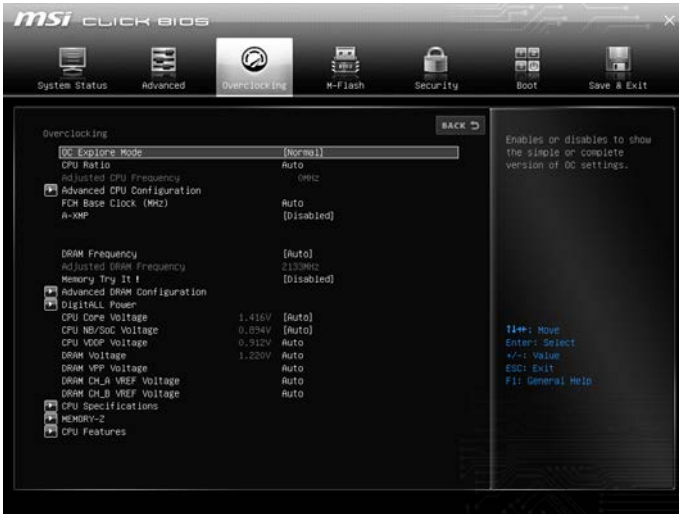 msi CLICK BIOS X
System Status Advanced Overclocking M-Flash Security Boot Save & Exit
BACK
Overclocking
OC Explore Mode [Normal]
CPU Ratio Auto
Adjusted CPU Frequency 0MHz
Advanced CPU Configuration
FCH Base Clock (MHz) Auto
A-XMP [Disabled]
DRAM Frequency [Auto]
Adjusted DRAM Frequency 2133MHz
Memory Try It ! [Disabled]
Advanced DRAM Configuration
DigitALL Power
CPU Core Voltage 1.416V [Auto]
CPU NB/SoC Voltage 0.894V [Auto]
CPU VDDP Voltage 0.912V Auto
DRAM Voltage 1.220V Auto
DRAM VPP Voltage Auto
DRAM CH_A VREF Voltage Auto
DRAM CH_B VREF Voltage Auto
CPU Specifications
MEMORY-Z
CPU Features
Enables or disables to show
the simple or complete
version of OC settings.
↑↓←→: Move
Enter: Select
+/-: Value
ESC: Exit
F1: General Help